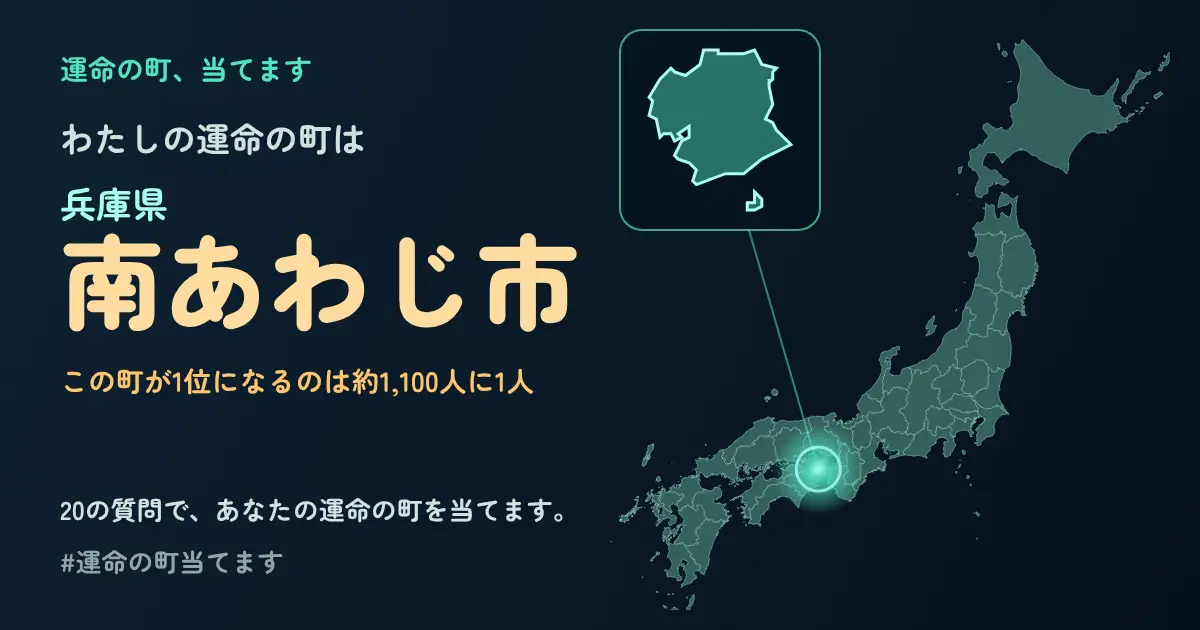 運命の町、当てます
わたしの運命の町は
兵庫県
南あわじ市
この町が1位になるのは約1,100人に1人
20の質問で、あなたの運命の町を当てます。
#運命の町当てます